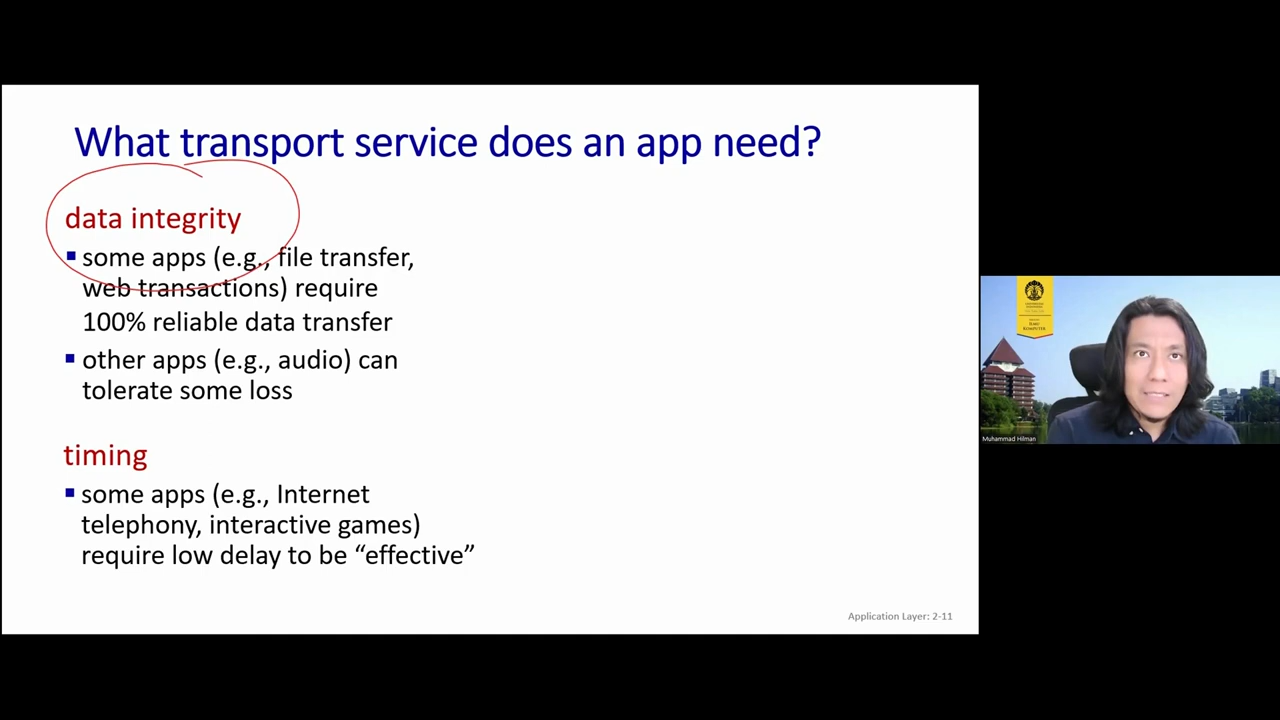 What transport service does an app need?
data integrity
some apps (e.g., file transfer,
web transactions) require
100% reliable data transfer
other apps (e.g., audio) can
tolerate some loss
timing
some apps (e.g., Internet
telephony, interactive games)
require low delay to be “effective”
Application Layer: 2-11
ILMU
KOMPUTER
Muhammad Hilman